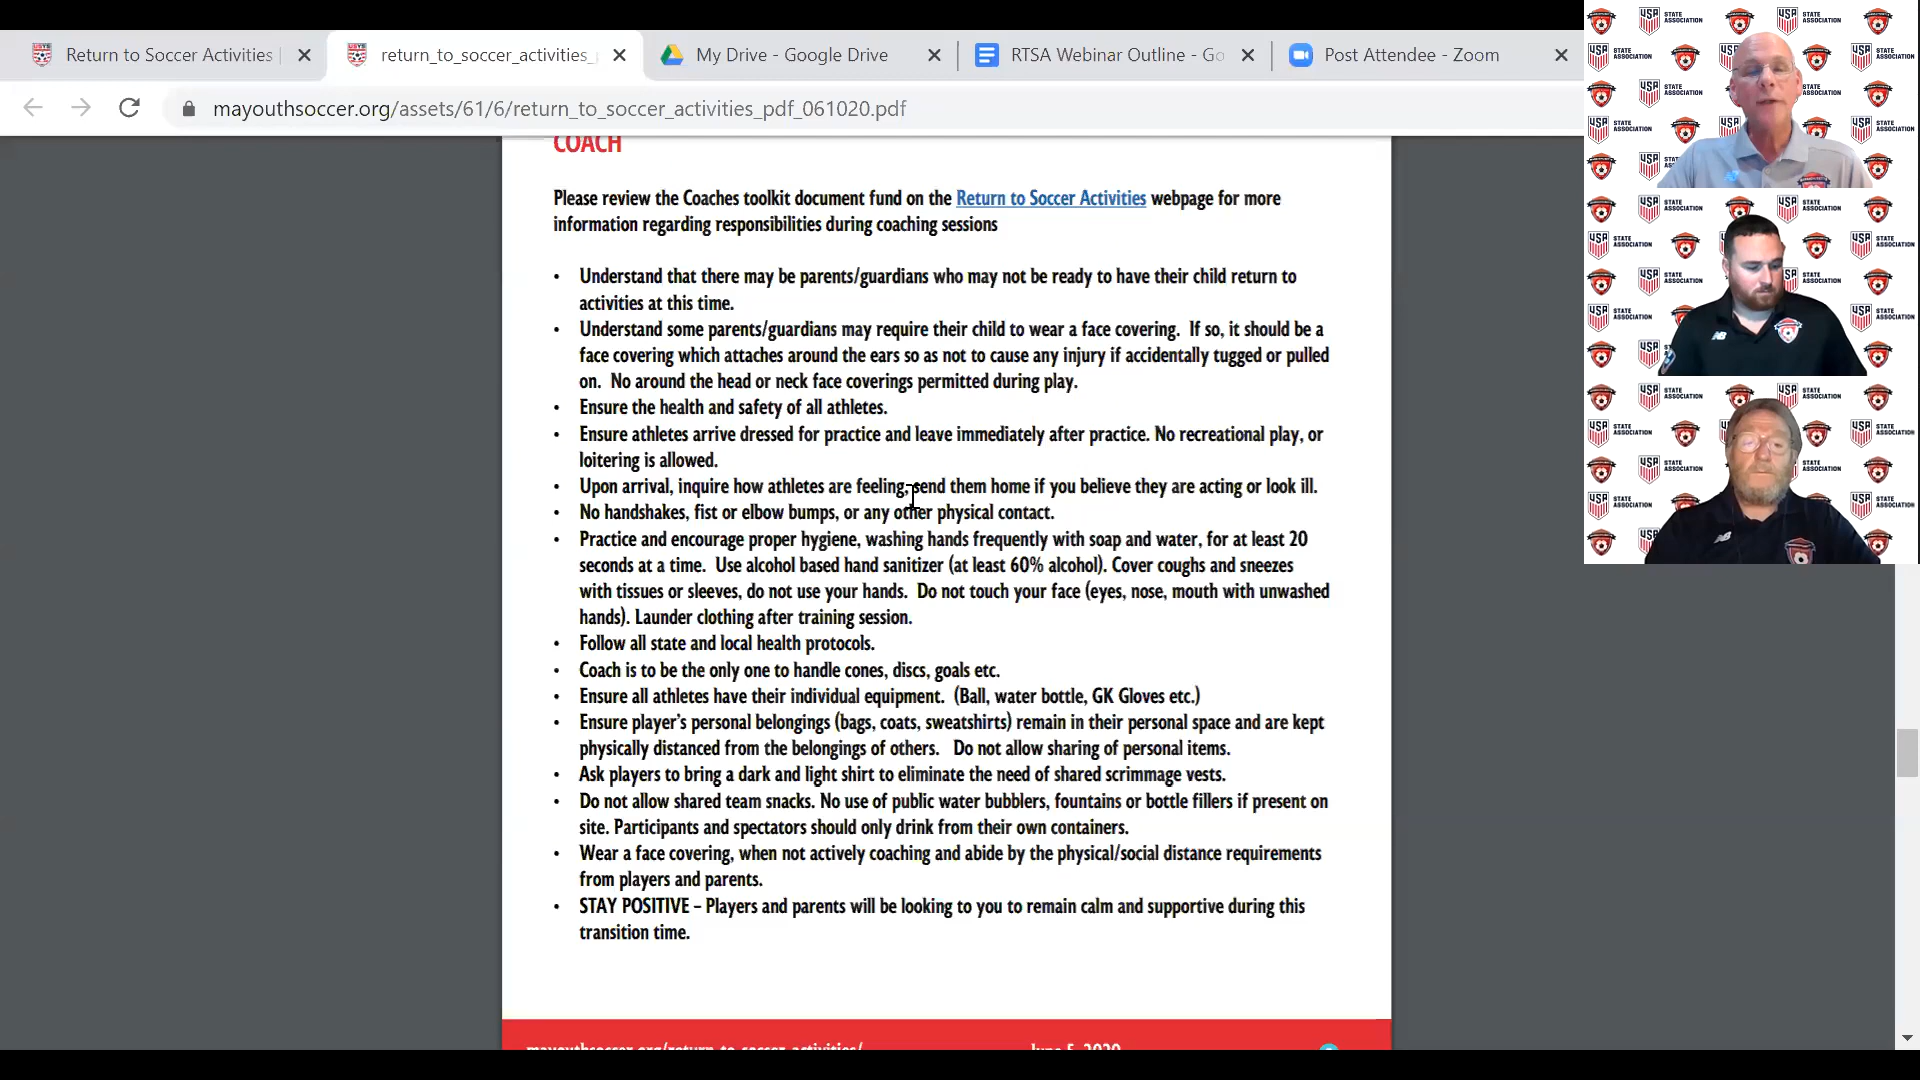 Return to Soccer Activities
return_to_soccer_activities_
My Drive - Google Drive
RTSA Webinar Outline - Go
Post Attendee - Zoom
mayouthsoccer.org/assets/61/6/return_to_soccer_activities_pdf_061020.pdf
COACH
Please review the Coaches toolkit document fund on the Return to Soccer Activities webpage for more
information regarding responsibilities during coaching sessions
• Understand that there may be parents/guardians who may not be ready to have their child return to
activities at this time.
• Understand some parents/guardians may require their child to wear a face covering. If so, it should be a
face covering which attaches around the ears so as not to cause any injury if accidentally tugged or pulled
on. No around the head or neck face coverings permitted during play.
• Ensure the health and safety of all athletes.
• Ensure athletes arrive dressed for practice and leave immediately after practice. No recreational play, or
loitering is allowed.
• Upon arrival, inquire how athletes are feeling, send them home if you believe they are acting or look ill.
• No handshakes, fist or elbow bumps, or any other physical contact.
• Practice and encourage proper hygiene, washing hands frequently with soap and water, for at least 20
seconds at a time. Use alcohol based hand sanitizer (at least 60% alcohol). Cover coughs and sneezes
with tissues or sleeves, do not use your hands. Do not touch your face (eyes, nose, mouth with unwashed
hands). Launder clothing after training session.
• Follow all state and local health protocols.
• Coach is to be the only one to handle cones, discs, goals etc.
• Ensure all athletes have their individual equipment. (Ball, water bottle, GK Gloves etc.)
• Ensure player's personal belongings (bags, coats, sweatshirts) remain in their personal space and are kept
physically distanced from the belongings of others. Do not allow sharing of personal items.
• Ask players to bring a dark and light shirt to eliminate the need of shared scrimmage vests.
• Do not allow shared team snacks. No use of public water bubblers, fountains or bottle fillers if present on
site. Participants and spectators should only drink from their own containers.
• Wear a face covering, when not actively coaching and abide by the physical/social distance requirements
from players and parents.
• STAY POSITIVE – Players and parents will be looking to you to remain calm and supportive during this
transition time.
mayouthsoccer.org/return-to-soccer-activities/
June 5, 2020
USA STATE ASSOCIATION